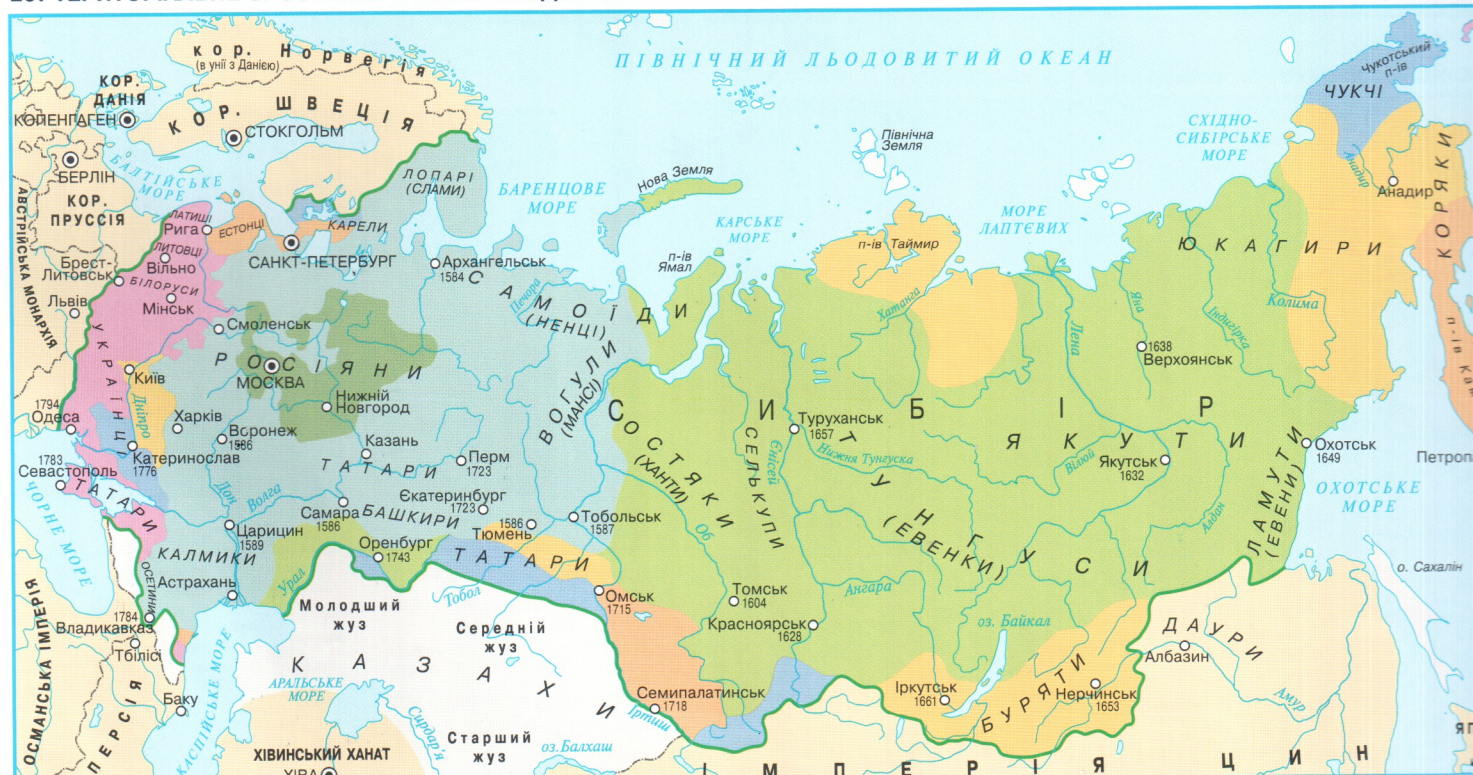 кор. Норвегія
(в унії з Данією)
КОР.
ДАНІЯ
КОПЕНГАГЕН
КОР. ШВЕЦІЯ
СТОКГОЛЬМ
БЕРЛІН
КОР.
ПРУССІЯ
АВСТРІЙСЬКА МОНАРХІЯ
БАЛТІЙСЬКЕ
МОРЕ
ПІВНІЧНИЙ ЛЬОДОВИТИЙ ОКЕАН
Північна
Земля
Нова Земля
БАРЕНЦОВЕ
МОРЕ
КАРСЬКЕ
МОРЕ
МОРЕ
ЛАПТЄВИХ
СХІДНО-
СИБІРСЬКЕ
МОРЕ
Чукотський
п-ів
ЧУКЧІ
Анадир
Анадир
КОРЯКИ
п-ів Кам
ЮКАГИРИ
Колима
Індигірка
Яна
1638
Верхоянськ
Лена
п-ів Таймир
Хатанга
п-ів
Ямал
ЛОПАРІ
(СЛАМИ)
КАРЕЛИ
ЕСТОНЦІ
ЛАТИШІ
Рига
ЛИТОВЦІ
Вільно
САНКТ-ПЕТЕРБУРГ
Архангельськ
1584
Печора
САМОЇДИ
(НЕНЦІ)
Брест-
Литовськ
БІЛОРУСИ
Мінськ
Львів
Смоленськ
РОСІЯНИ
МОСКВА
Нижній
Новгород
УКРАЇНЦІ
Київ
Дніпро
Харків
Воронеж
1586
Казань
ТАТАРИ
Перм
1723
ВОГУЛИ
(МАНСІ)
1794
Одеса
Катеринослав
1776
1783
Севастополь
ТАТАРИ
ЧОРНЕ МОРЕ
Дон
Волга
Самара
1586
Єкатеринбург
1723
БАШКИРИ
1586
Тюмень
Тобольськ
1587
Царицин
1589
КАЛМИКИ
Оренбург
1743
ТАТАРИ
Астрахань
Урал
Тобол
Омськ
1715
ОСЕТИНИ
1784
Владикавказ
Тбілісі
Баку
ОСМАНСЬКА ІМПЕРІЯ
ПЕРСІЯ
КАСПІЙСЬКЕ МОРЕ
Молодший
жуз
Середній
жуз
КАЗАХИ
АРАЛЬСЬКЕ
МОРЕ
Сирдар'я
Старший
жуз
оз.Балхаш
ХІВИНСЬКИЙ ХАНАТ
ХІВА
Семипалатинськ
1718
Іртиш
СИБІР
ОСТЯКИ
(ХАНТИ)
Об
СЕЛЬКУПИ
Єнісей
Туруханськ
1657
Нижня Тунгуска
ТУНГУСИ
(ЕВЕНКИ)
ЯКУТИ
Вілюй
Якутськ
1632
Алдан
ЛАМУТИ
(ЕВЕНИ)
Охотськ
1649
ОХОТСЬКЕ
МОРЕ
Петропа
о. Сахалін
Томськ
1604
Красноярськ
1628
Ангара
оз. Байкал
Іркутськ
1661
БУРЯТИ
Нерчинськ
1653
ДАУРИ
Албазин
Амур
ІМПЕРІЯ ЦИН
ЯП